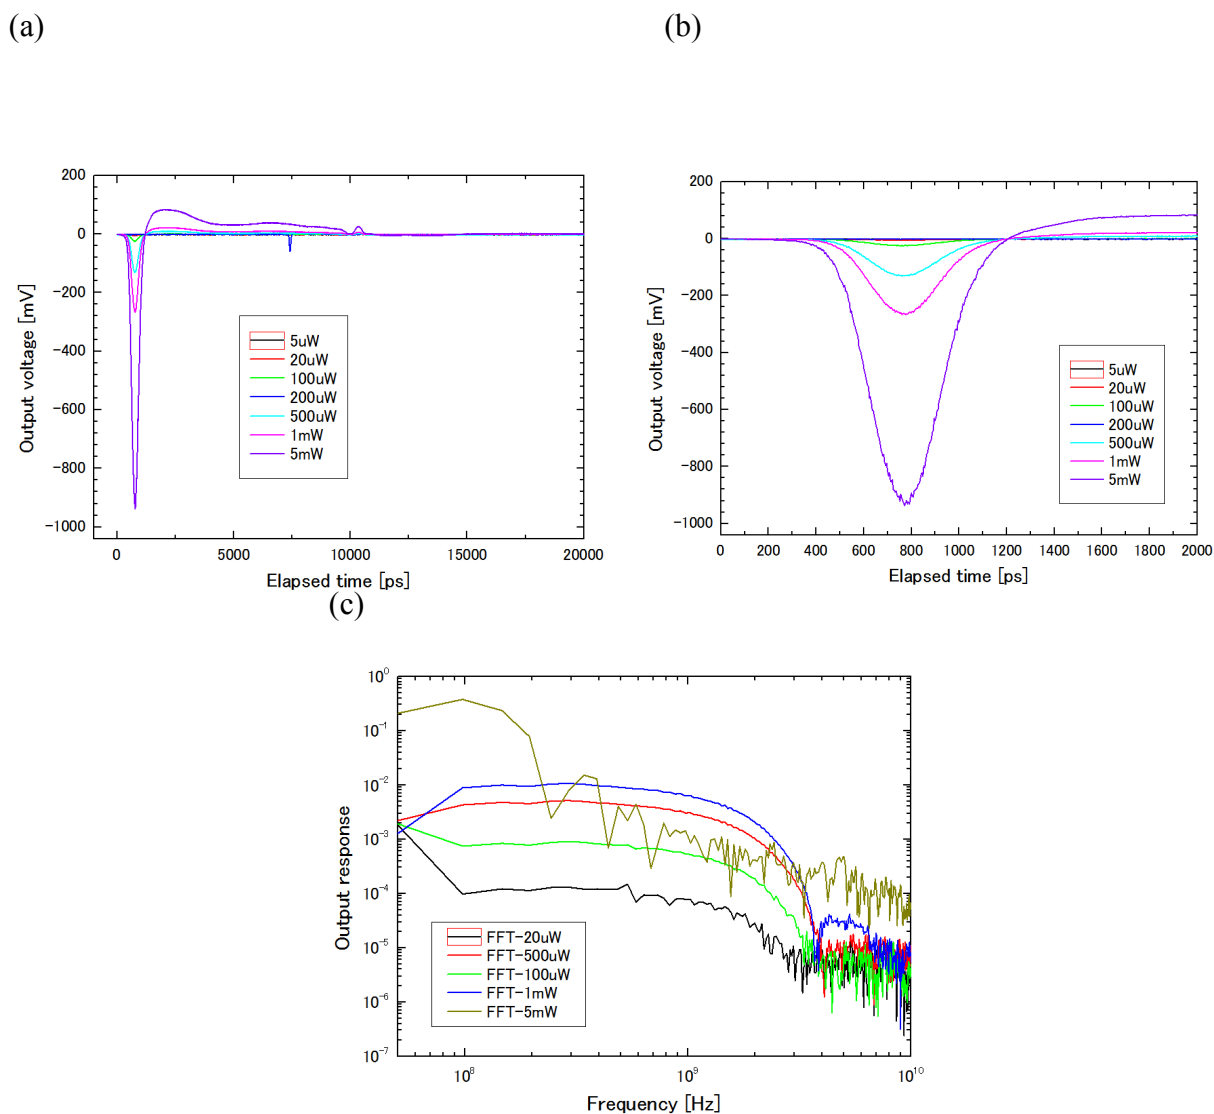 (a)
(b)
200
0
−200
−400
−600
−800
−1000
Output voltage [mV]
0
5000
10000
15000
20000
Elapsed time [ps]
5uW
20uW
100uW
200uW
500uW
1mW
5mW
200
0
−200
−400
−600
−800
−1000
Output voltage [mV]
0
200
400
600
800
1000
1200
1400
1600
1800
2000
Elapsed time [ps]
5uW
20uW
100uW
200uW
500uW
1mW
5mW
(c)
10⁰
10⁻¹
10⁻²
10⁻³
10⁻⁴
10⁻⁵
10⁻⁶
10⁻⁷
Output response
10⁸
10⁹
10¹⁰
Frequency [Hz]
FFT−20uW
FFT−500uW
FFT−100uW
FFT−1mW
FFT−5mW